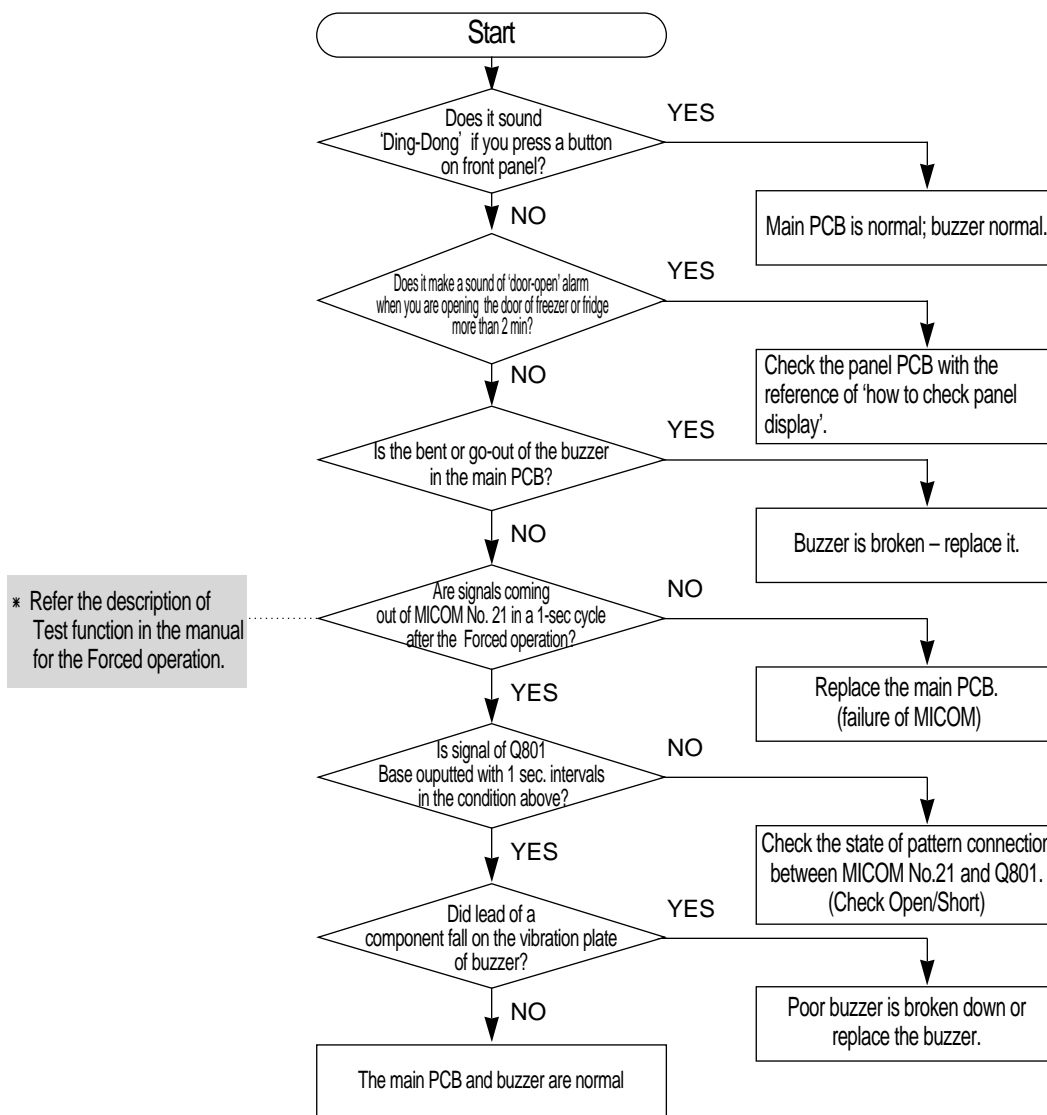 Start
Does it sound
‘Ding-Dong’ if you press a button
on front panel?
YES
NO
Main PCB is normal; buzzer normal.
Does it make a sound of ‘door-open’ alarm
when you are opening the door of freezer or fridge
more than 2 min?
YES
NO
Check the panel PCB with the
reference of ‘how to check panel
display’.
Is the bent or go-out of the buzzer
in the main PCB?
YES
NO
Buzzer is broken – replace it.
* Refer the description of
Test function in the manual
for the Forced operation.
Are signals coming
out of MICOM No. 21 in a 1-sec cycle
after the Forced operation?
NO
YES
Replace the main PCB.
(failure of MICOM)
Is signal of Q801
Base ouputted with 1 sec. intervals
in the condition above?
NO
YES
Check the state of pattern connection
between MICOM No.21 and Q801.
(Check Open/Short)
Did lead of a
component fall on the vibration plate
of buzzer?
YES
NO
Poor buzzer is broken down or
replace the buzzer.
The main PCB and buzzer are normal